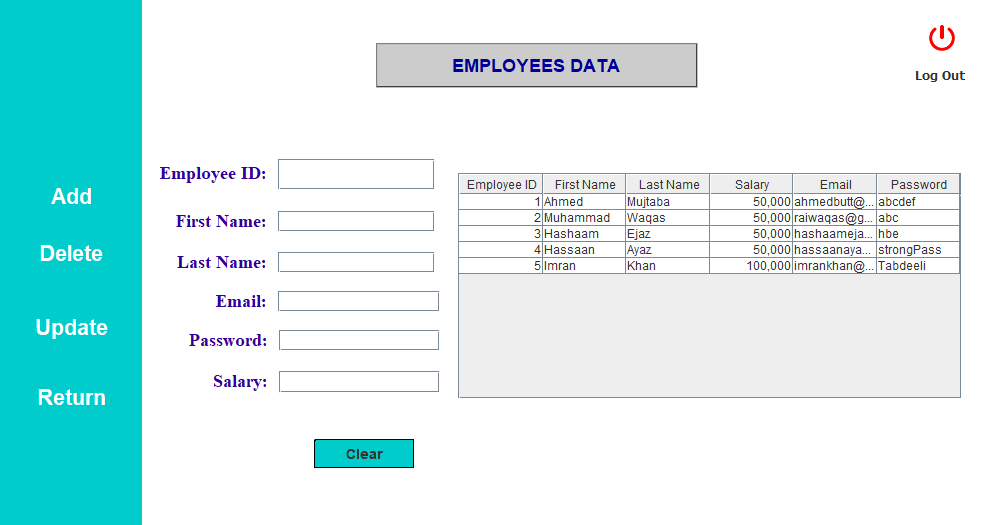 EMPLOYEES DATA
Log Out
Add
Delete
Update
Return
Employee ID:
First Name:
Last Name:
Email:
Password:
Salary:
Clear
Employee ID First Name Last Name Salary Email Password
1 Ahmed Mujtaba 50,000 ahmedbutt@... abcdef
2 Muhammad Waqas 50,000 raiwaqas@g... abc
3 Hashaam Ejaz 50,000 hashaameja... hbe
4 Hassaan Ayaz 50,000 hassaanaya... strongPass
5 Imran Khan 100,000 imrankhan@... Tabdeeli